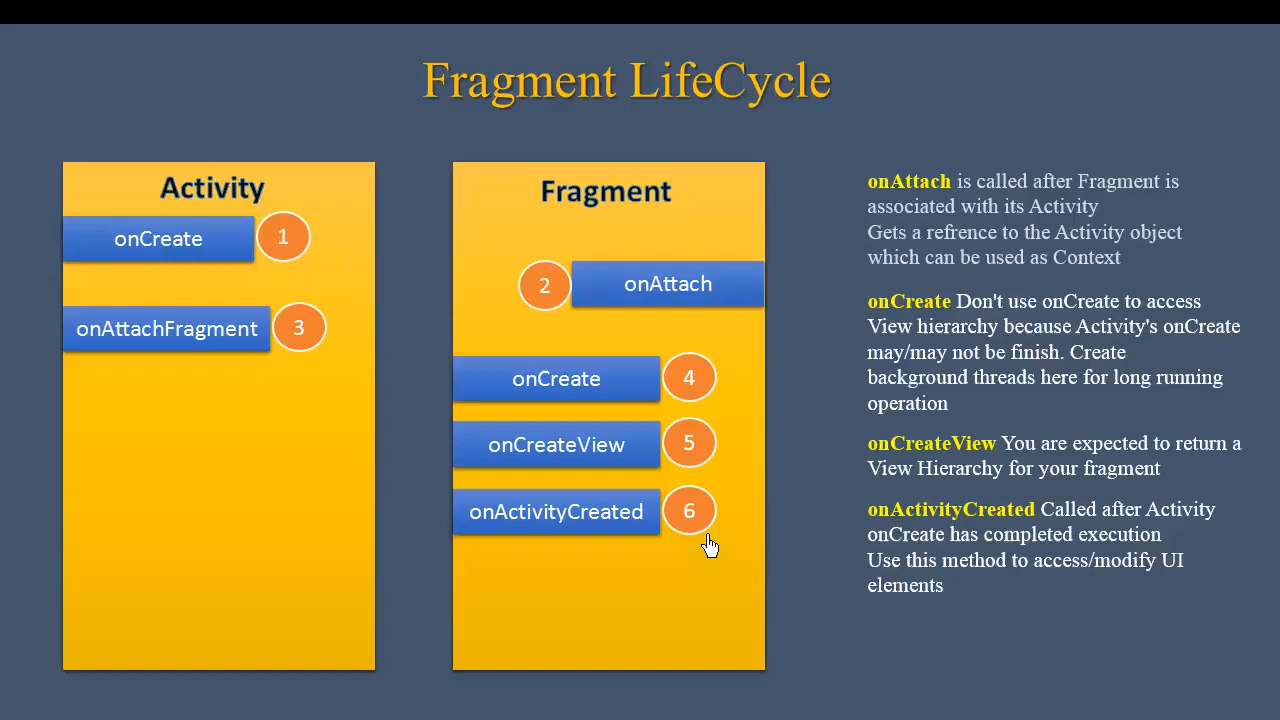 Fragment LifeCycle
Activity
onCreate
1
onAttachFragment
3
Fragment
2
onAttach
onCreate
4
onCreateView
5
onActivityCreated
6
onAttach is called after Fragment is
associated with its Activity
Gets a refrence to the Activity object
which can be used as Context
onCreate Don't use onCreate to access
View hierarchy because Activity's onCreate
may/may not be finish. Create
background threads here for long running
operation
onCreateView You are expected to return a
View Hierarchy for your fragment
onActivityCreated Called after Activity
onCreate has completed execution
Use this method to access/modify UI
elements